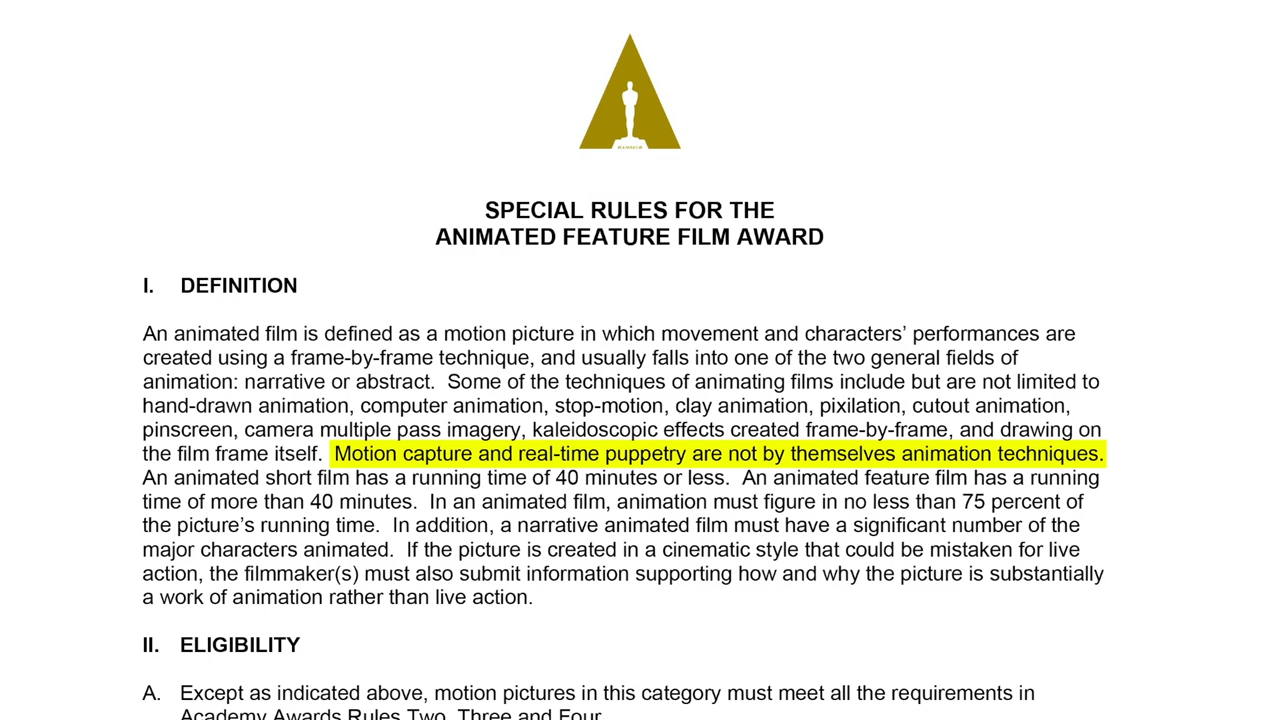 SPECIAL RULES FOR THE
ANIMATED FEATURE FILM AWARD
I. DEFINITION
An animated film is defined as a motion picture in which movement and characters’ performances are
created using a frame-by-frame technique, and usually falls into one of the two general fields of
animation: narrative or abstract. Some of the techniques of animating films include but are not limited to
hand-drawn animation, computer animation, stop-motion, clay animation, pixilation, cutout animation,
pinscreen, camera multiple pass imagery, kaleidoscopic effects created frame-by-frame, and drawing on
the film frame itself. Motion capture and real-time puppetry are not by themselves animation techniques.
An animated short film has a running time of 40 minutes or less. An animated feature film has a running
time of more than 40 minutes. In an animated film, animation must figure in no less than 75 percent of
the picture’s running time. In addition, a narrative animated film must have a significant number of the
major characters animated. If the picture is created in a cinematic style that could be mistaken for live
action, the filmmaker(s) must also submit information supporting how and why the picture is substantially
a work of animation rather than live action.
II. ELIGIBILITY
A. Except as indicated above, motion pictures in this category must meet all the requirements in
Academy Awards Rules Two, Three and Four.